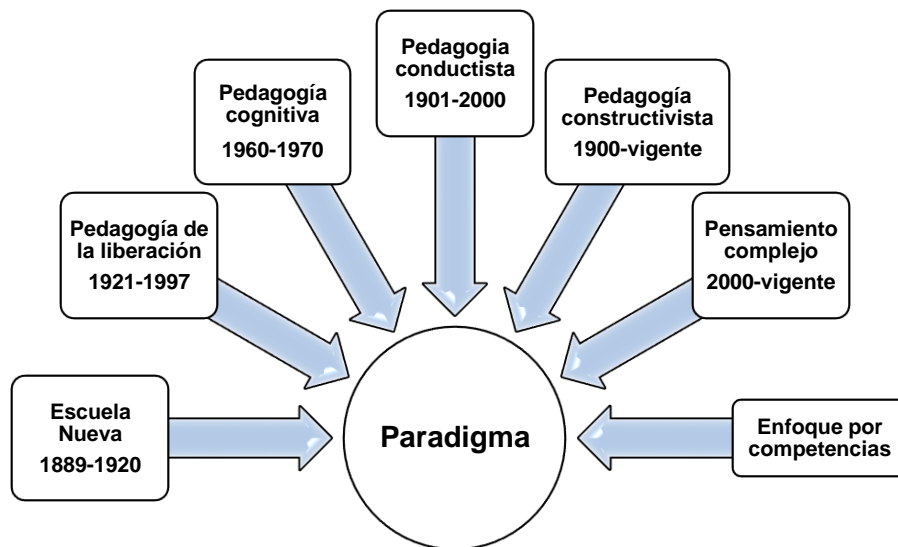 Pedagogia
conductista
1901-2000
Pedagogía
cognitiva
1960-1970
Pedagogía
constructivista
1900-vigente
Pedagogía de
la liberación
1921-1997
Pensamiento
complejo
2000-vigente
Escuela
Nueva
1889-1920
Paradigma
Enfoque por
competencias